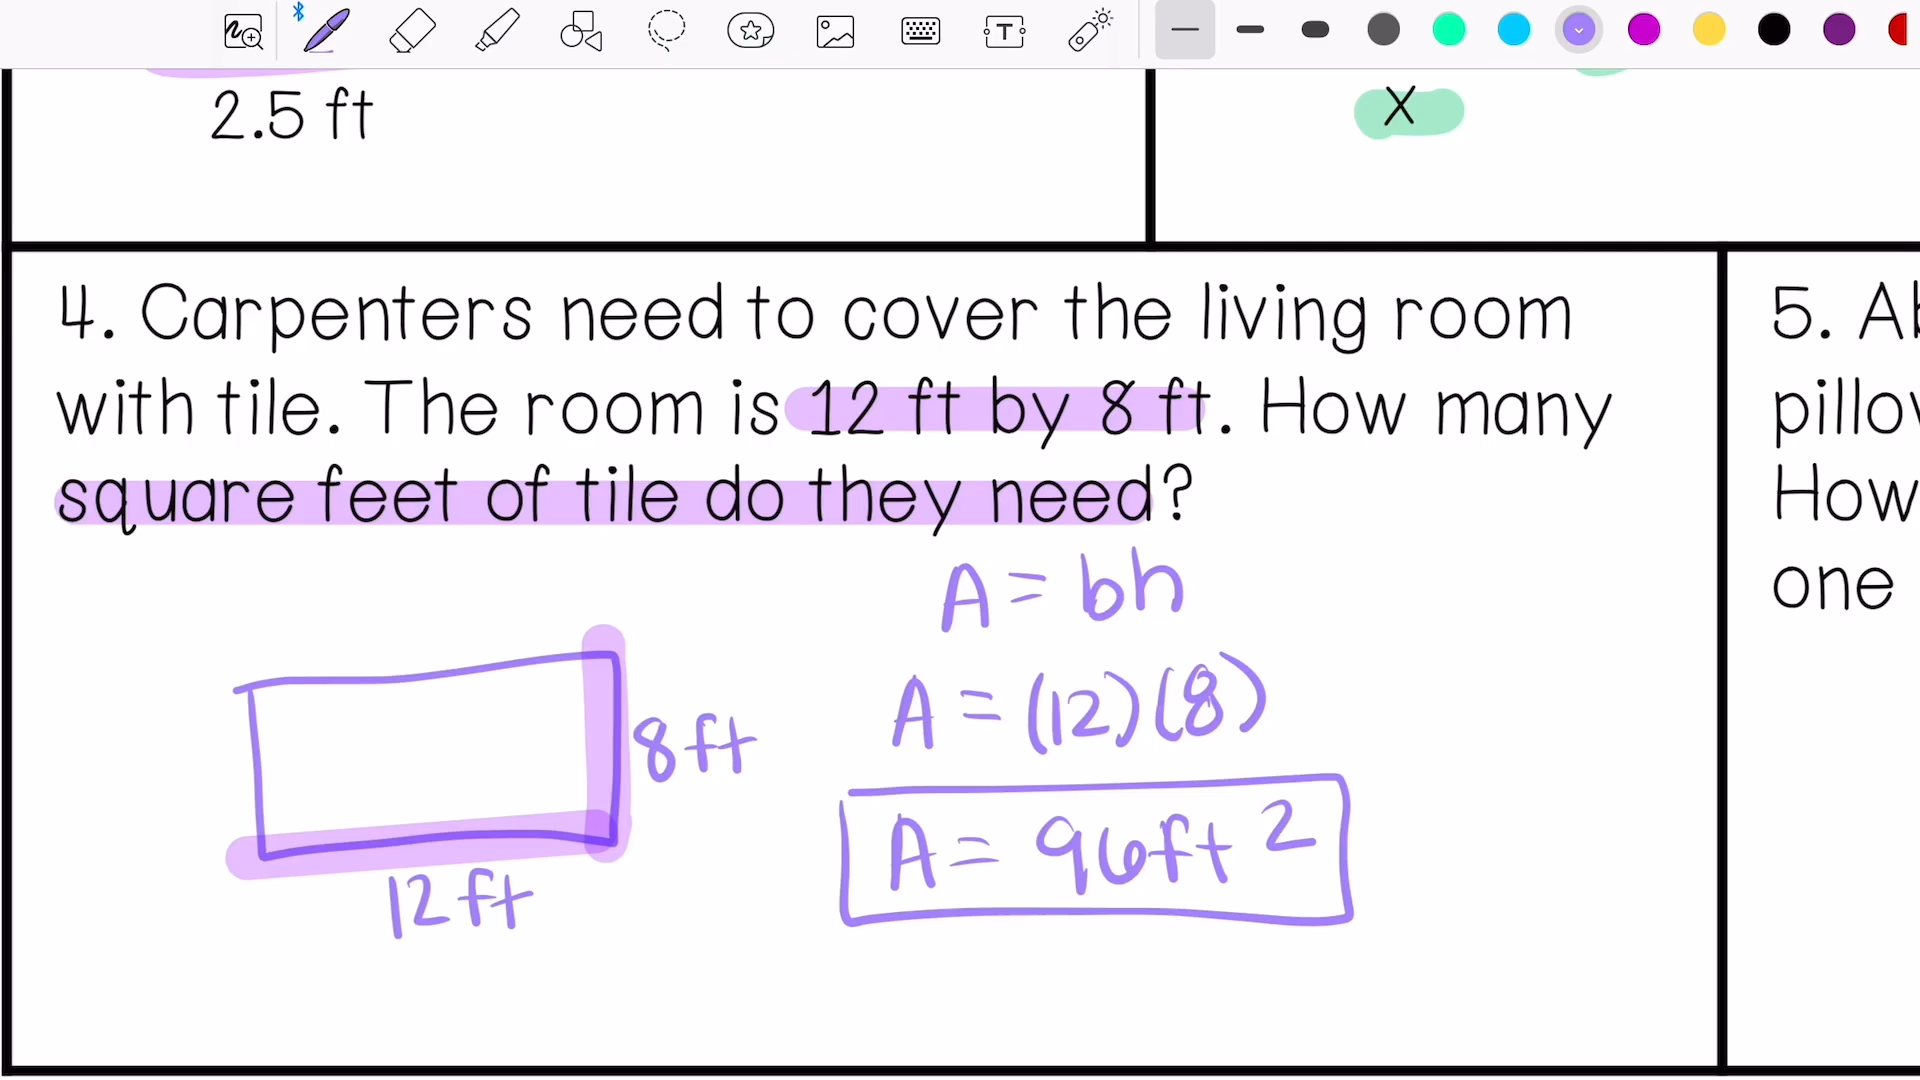 2.5 ft
X
4. Carpenters need to cover the living room
with tile. The room is 12 ft by 8 ft. How many
square feet of tile do they need?
A = bh
A = (12)(8)
A = 96ft 2
8ft
12ft
5.
How
one